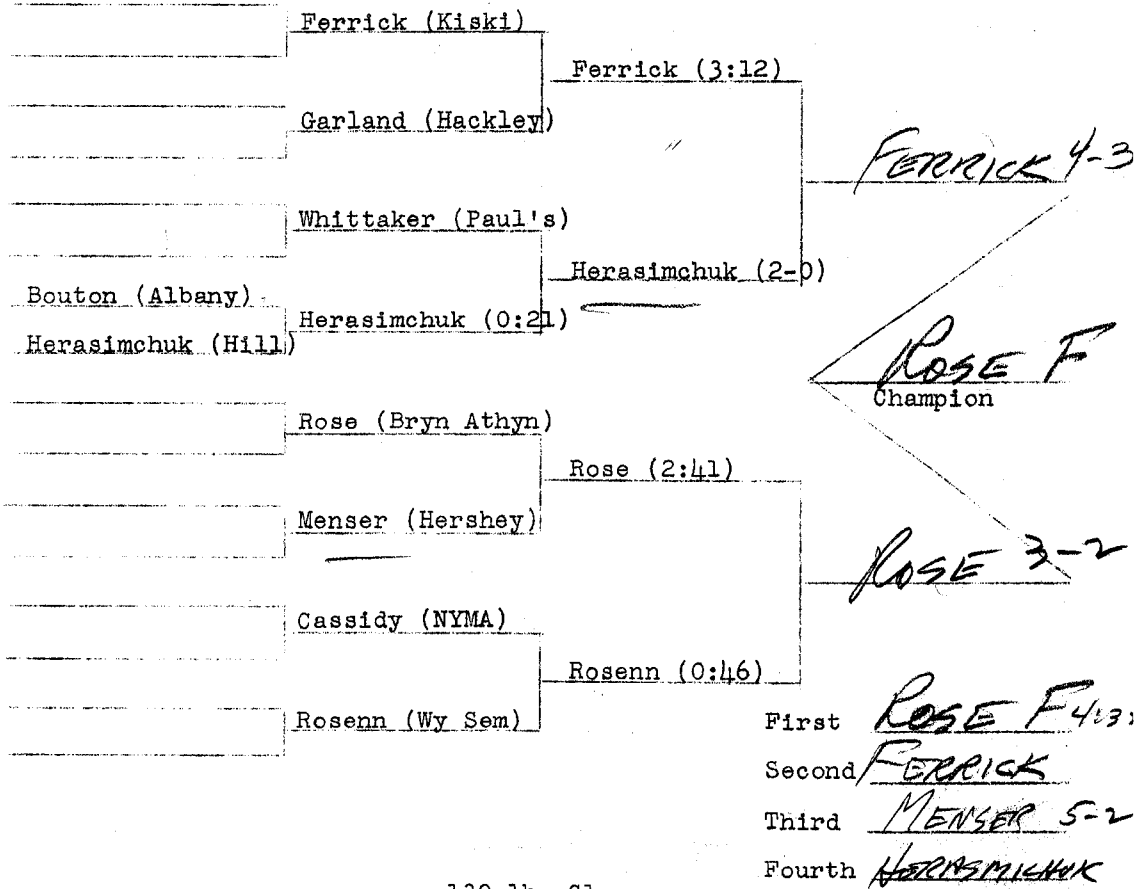 Ferrick (Kiski)
Ferrick (3:12)
Garland (Hackley)
FERRICK 4-3
Whittaker (Paul's)
Herasimchuk (2-0)
Bouton (Albany)
Herasimchuk (0:21)
Herasimchuk (Hill)
ROSE F
Champion
Rose (Bryn Athyn)
Rose (2:41)
Menser (Hershey)
ROSE 3-2
Cassidy (NYMA)
Rosenn (0:46)
Rosenn (Wy Sem)
First ROSE F
Second FERRICK
Third MENSER 5-2
Fourth HERASMICHUK